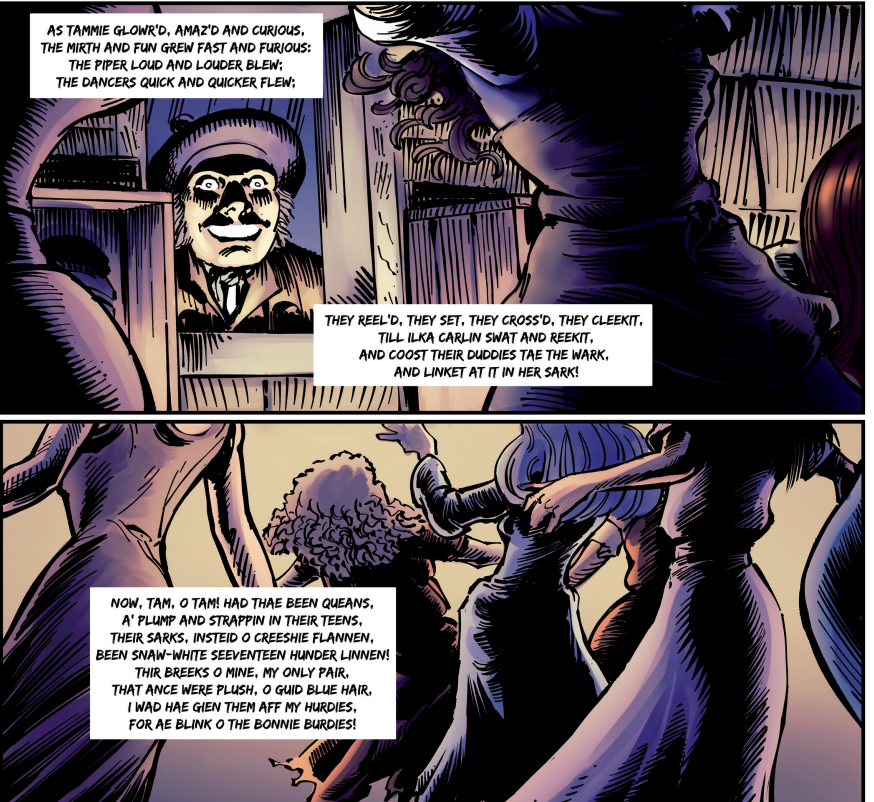 AS TAMMIE GLOWR'D, AMAZ'D AND CURIOUS,
THE MIRTH AND FUN GREW FAST AND FURIOUS:
THE PIPER LOUD AND LOUDER BLEW;
THE DANCERS QUICK AND QUICKER FLEW;
THEY REEL'D, THEY SET, THEY CROSS'D, THEY CLEEKIT,
TILL ILKA CARLIN SWAT AND REEKIT,
AND COOST THEIR DUDDIES TAE THE WARK,
AND LINKET AT IT IN HER SARK!
NOW, TAM, O TAM! HAD THAE BEEN QUEANS,
A' PLUMP AND STRAPPIN IN THEIR TEENS,
THEIR SARKS, INSTEID O CREESHIE FLANNEN,
BEEN SNAW-WHITE SEEVENTEEN HUNDER LINNEN!
THIR BREEKS O MINE, MY ONLY PAIR,
THAT ANCE WERE PLUSH, O GUID BLUE HAIR,
I WAD HAE GIEN THEM AFF MY HURDIES,
FOR AE BLINK O THE BONNIE BURDIES!